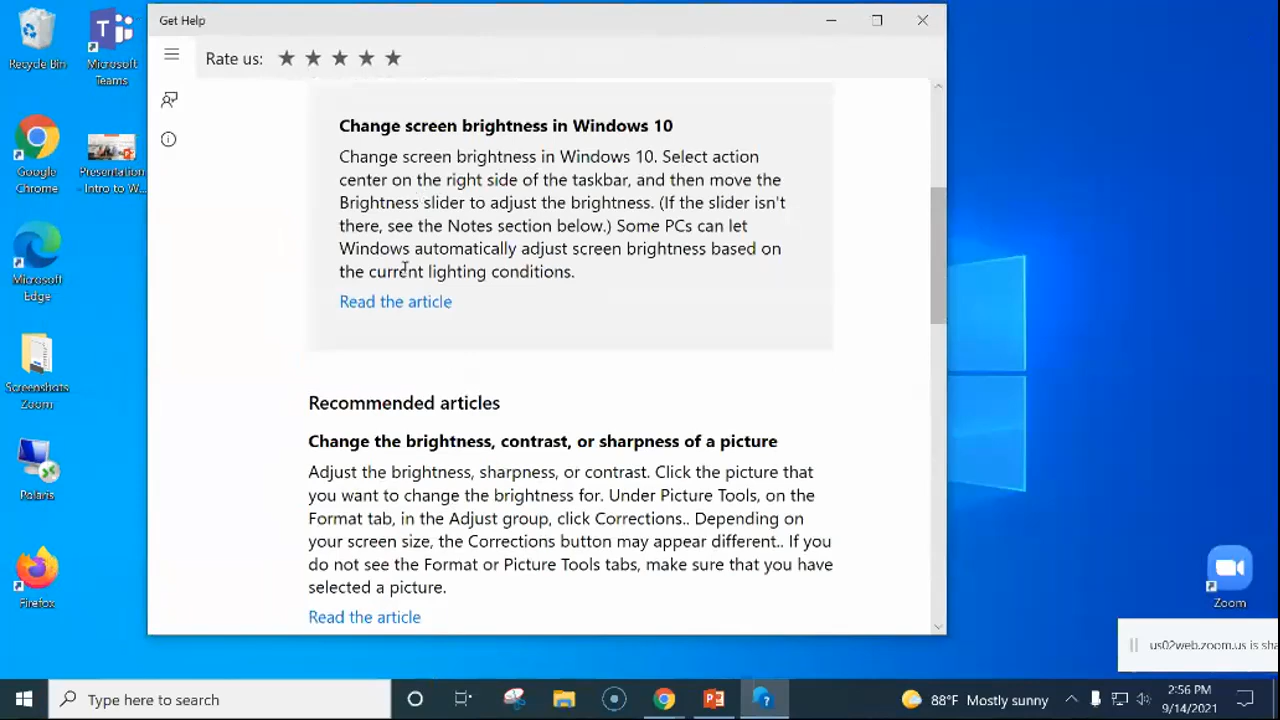 Get Help
Recycle Bin
Microsoft
Teams
Rate us:
Google
Chrome
Presentation
- Intro to W...
Microsoft
Edge
Screenshots
Zoom
Polaris
Firefox
Change screen brightness in Windows 10
Change screen brightness in Windows 10. Select action
center on the right side of the taskbar, and then move the
Brightness slider to adjust the brightness. (If the slider isn't
there, see the Notes section below.) Some PCs can let
Windows automatically adjust screen brightness based on
the current lighting conditions.
Read the article
Recommended articles
Change the brightness, contrast, or sharpness of a picture
Adjust the brightness, sharpness, or contrast. Click the picture that
you want to change the brightness for. Under Picture Tools, on the
Format tab, in the Adjust group, click Corrections.. Depending on
your screen size, the Corrections button may appear different.. If you
do not see the Format or Picture Tools tabs, make sure that you have
selected a picture.
Read the article
Zoom
us02web.zoom.us is sha
Type here to search
88°F Mostly sunny
2:56 PM
9/14/2021